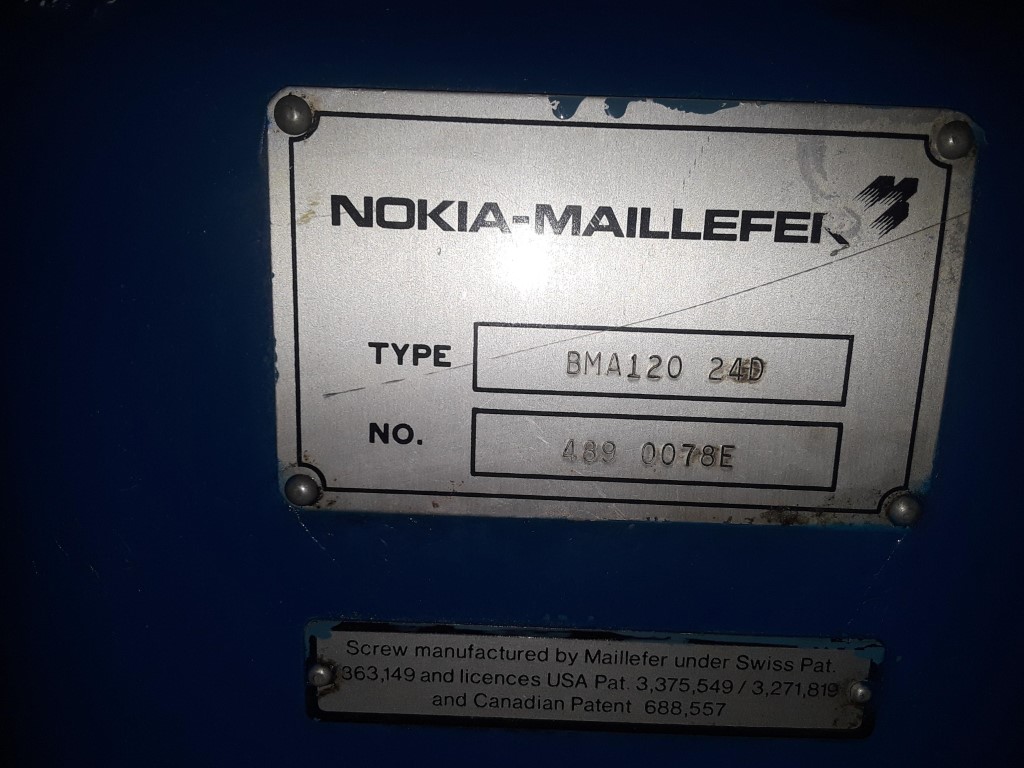 NOKIA-MAILLEFER
TYPE BMA120 24D
NO. 489 0078E
Screw manufactured by Maillefer under Swiss Pat.
363,149 and licences USA Pat. 3,375,549 / 3,271,819
and Canadian Patent 688,557